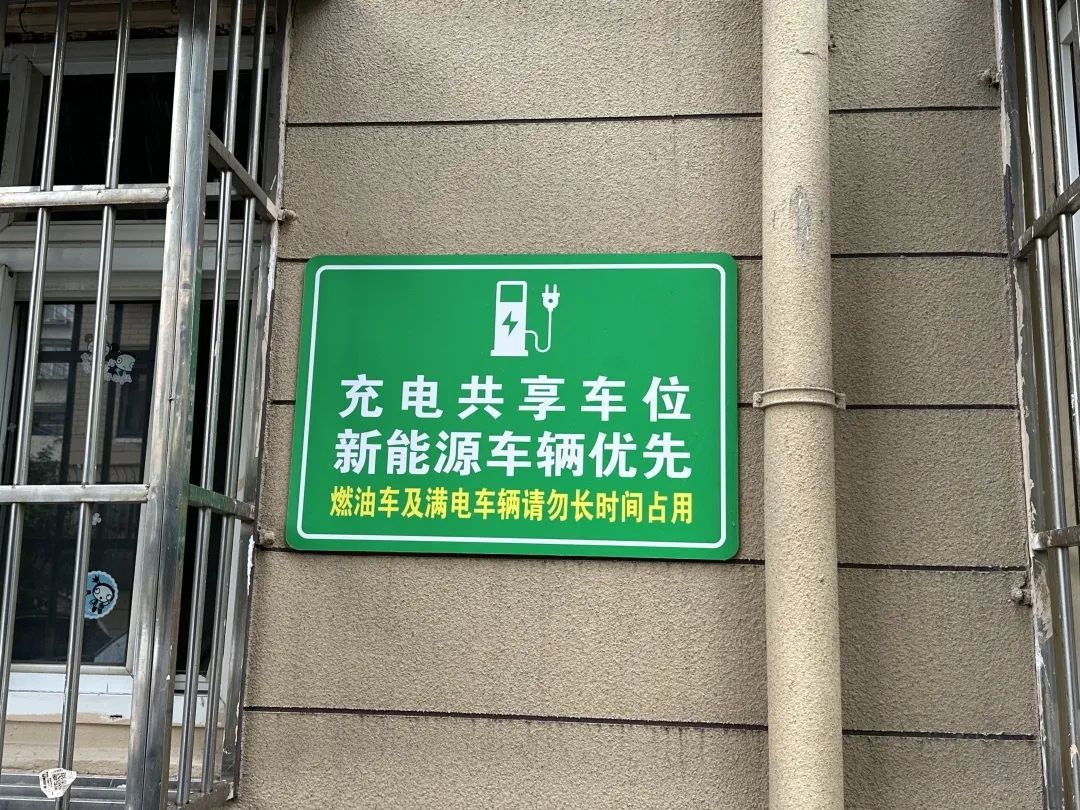 充电共享车位
新能源车辆优先
燃油车及满电车辆请勿长时间占用